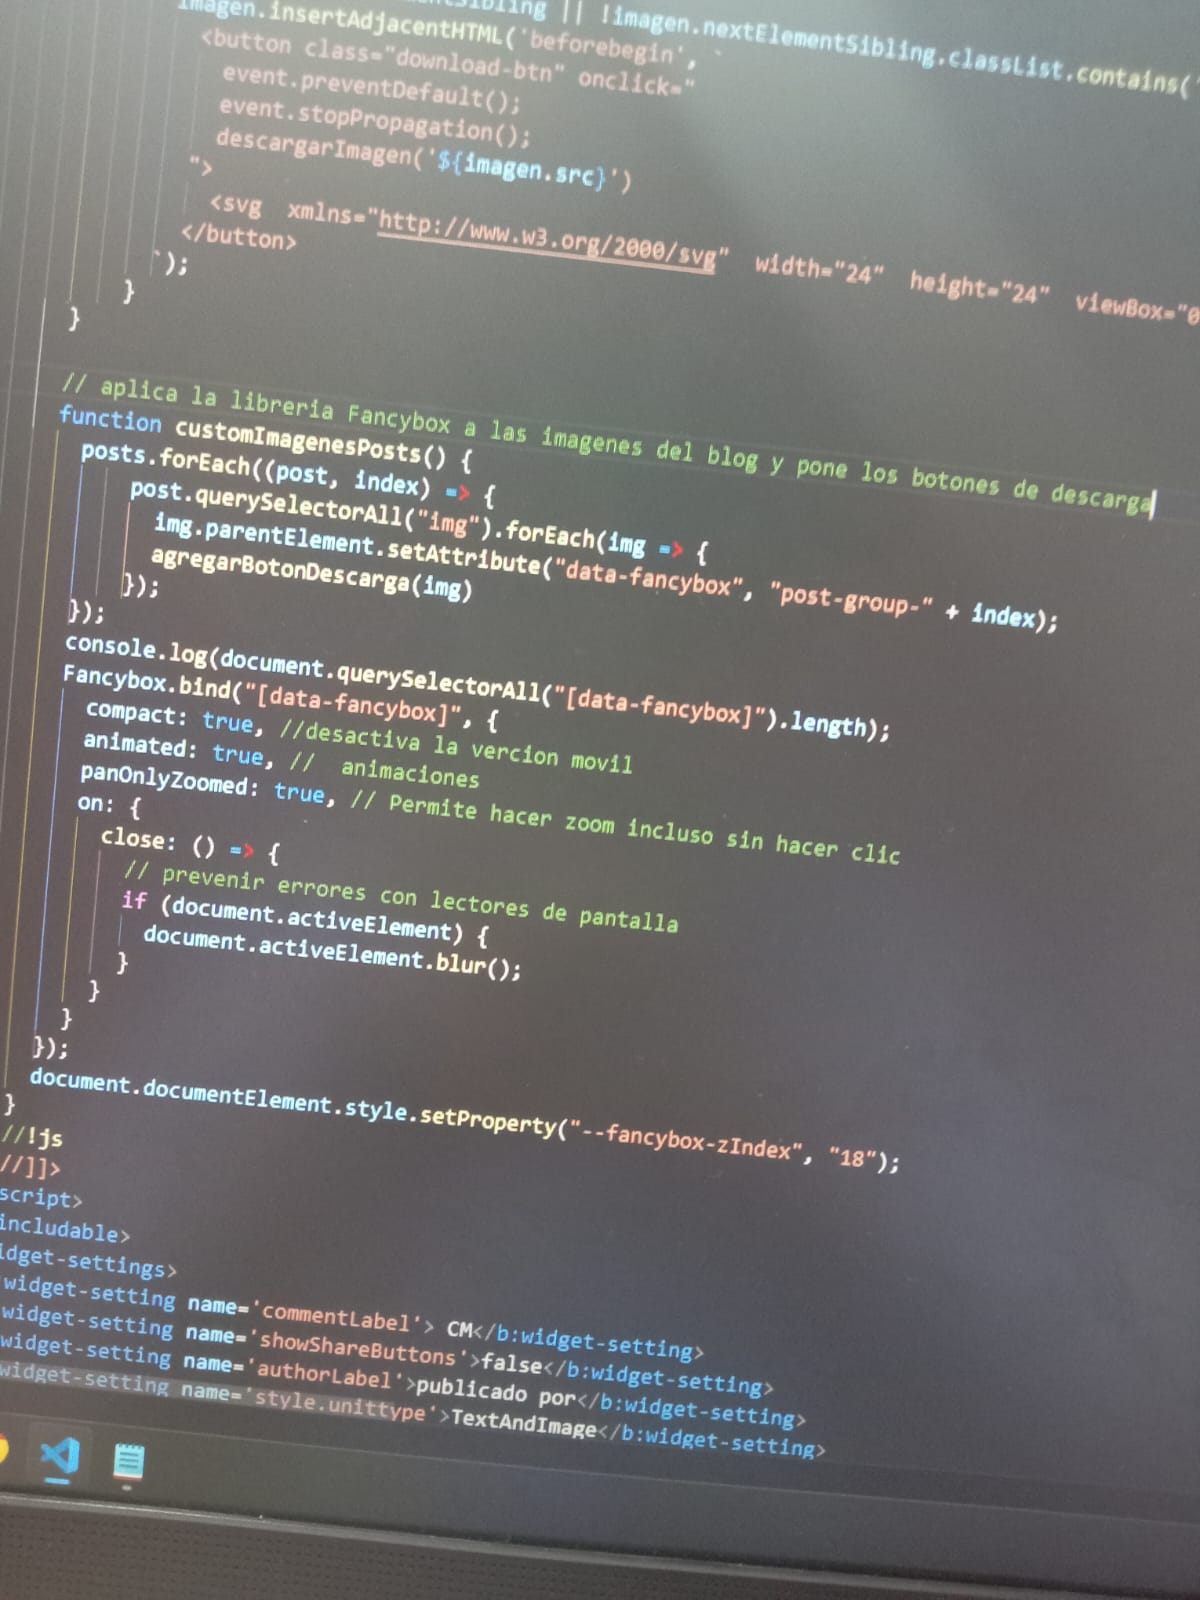 || !imagen.nextElementSibling.classList.contains('
imagen.insertAdjacentHTML('beforebegin', `
<button class="download-btn" onclick="
event.preventDefault();
event.stopPropagation();
descargarImagen('${imagen.src}')
">
<svg xmlns="http://www.w3.org/2000/svg" width="24" height="24" viewBox="0
</button>
`);
}
}
// aplica la libreria Fancybox a las imagenes del blog y pone los botones de descarga
function customImagenesPosts() {
posts.forEach((post, index) => {
post.querySelectorAll("img").forEach(img => {
img.parentElement.setAttribute("data-fancybox", "post-group-" + index);
agregarBotonDescarga(img)
});
});
console.log(document.querySelectorAll("[data-fancybox]").length);
Fancybox.bind("[data-fancybox]", {
compact: true, //desactiva la vercion movil
animated: true, // animaciones
panOnlyZoomed: true, // Permite hacer zoom incluso sin hacer clic
on: {
close: () => {
// prevenir errores con lectores de pantalla
if (document.activeElement) {
document.activeElement.blur();
}
}
}
});
document.documentElement.style.setProperty("--fancybox-zIndex", "18");
}
//!js
//]]>
script>
includable>
idget-settings>
widget-setting name='commentLabel'> CM</b:widget-setting>
widget-setting name='showShareButtons'>false</b:widget-setting>
widget-setting name='authorLabel'>publicado por</b:widget-setting>
widget-setting name='style.unittype'>TextAndImage</b:widget-setting>